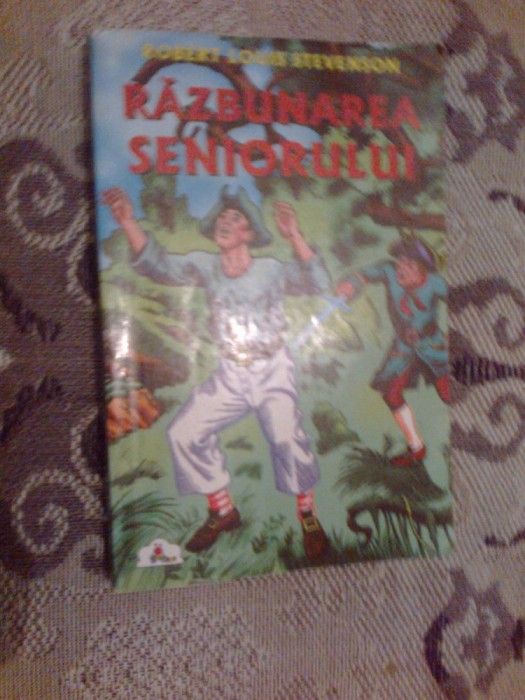 ROBERT LOUIS STEVENSON
RĂZBUNAREA
SENIORULUI